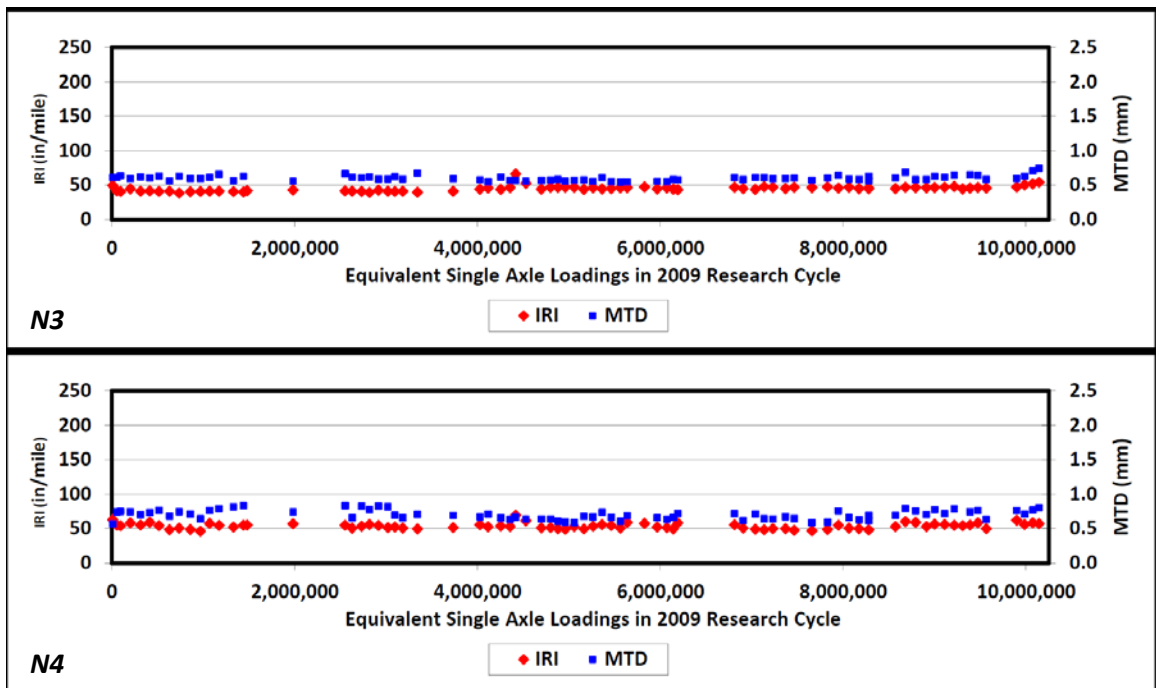 250 2.5
200 2.0
150 1.5
100 1.0
50 0.5
0 0.0
IRI (in/mile)
MTD (mm)
0 2,000,000 4,000,000 6,000,000 8,000,000 10,000,000
Equivalent Single Axle Loadings in 2009 Research Cycle
IRI MTD
N3
250 2.5
200 2.0
150 1.5
100 1.0
50 0.5
0 0.0
IRI (in/mile)
MTD (mm)
0 2,000,000 4,000,000 6,000,000 8,000,000 10,000,000
Equivalent Single Axle Loadings in 2009 Research Cycle
IRI MTD
N4